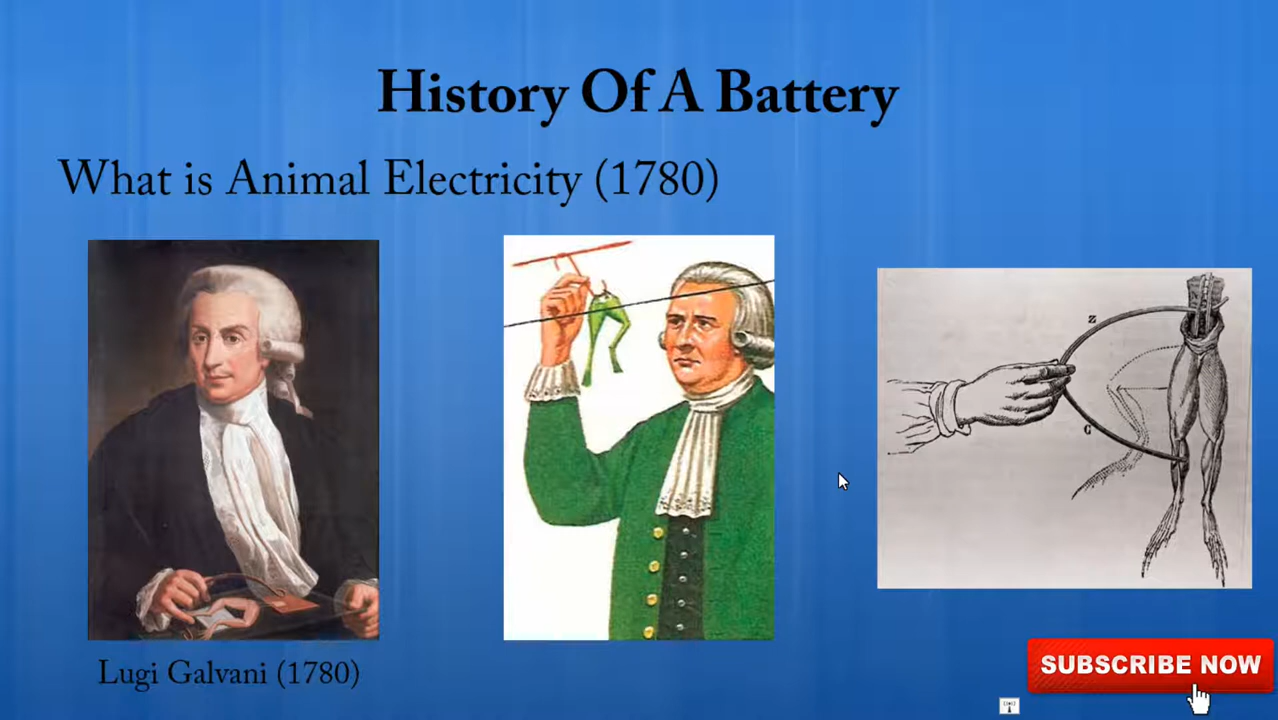 History Of A Battery
What is Animal Electricity (1780)
Z
C
Lugi Galvani (1780)
SUBSCRIBE NOW